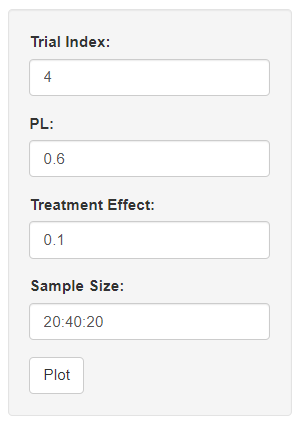 Trial Index:
4
PL:
0.6
Treatment Effect:
0.1
Sample Size:
20:40:20
Plot